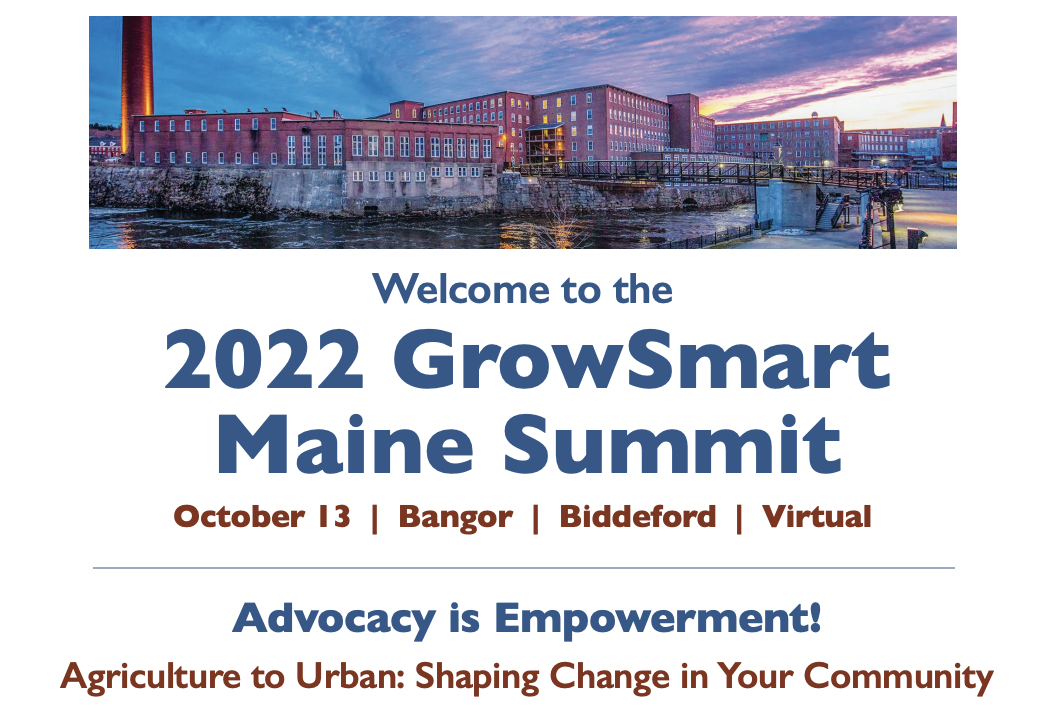 Welcome to the
2022 GrowSmart
Maine Summit
October 13 | Bangor | Biddeford | Virtual
Advocacy is Empowerment!
Agriculture to Urban: Shaping Change in Your Community